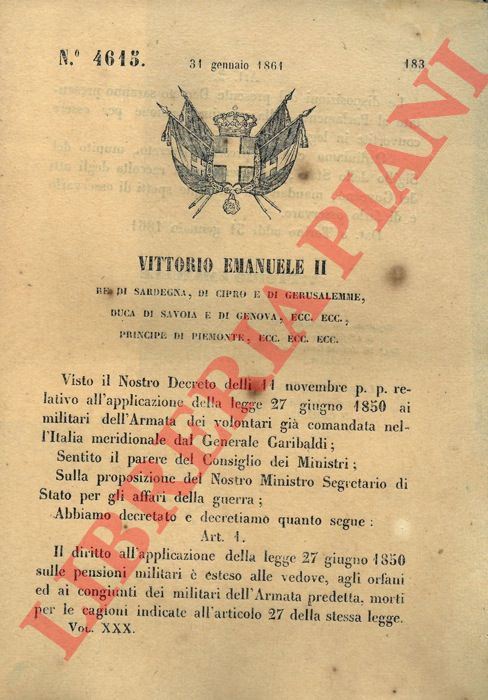 N.° 4615. 31 gennaio 1861 183
VITTORIO EMANUELE II
RE DI SARDEGNA, DI CIPRO E DI GERUSALEMME,
DUCA DI SAVOIA E DI GENOVA, ECC. ECC.,
PRINCIPE DI PIEMONTE, ECC. ECC. ECC.
Visto il Nostro Decreto delli 11 novembre p. p. re-
lativo all'applicazione della legge 27 giugno 1850 ai
militari dell'Armata dei volontari già comandata nel-
l'Italia meridionale dal Generale Garibaldi;
Sentito il parere del Consiglio dei Ministri;
Sulla proposizione del Nostro Ministro Segretario di
Stato per gli affari della guerra;
Abbiamo decretato e decretiamo quanto segue:
Art. 1.
Il diritto all'applicazione della legge 27 giugno 1850
sulle pensioni militari è esteso alle vedove, agli orfani
ed ai congiunti dei militari dell'Armata predetta, morti
per le cagioni indicate all'articolo 27 della stessa legge.
VOL. XXX.
LIBRERIA PIANI